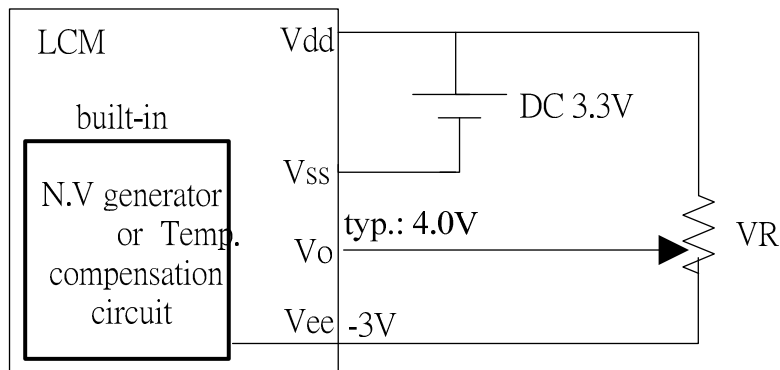 LCM
Vdd
DC 3.3V
built-in
Vss
N.V generator
or Temp.
compensation
circuit
typ.: 4.0V
Vo
VR
Vee
-3V